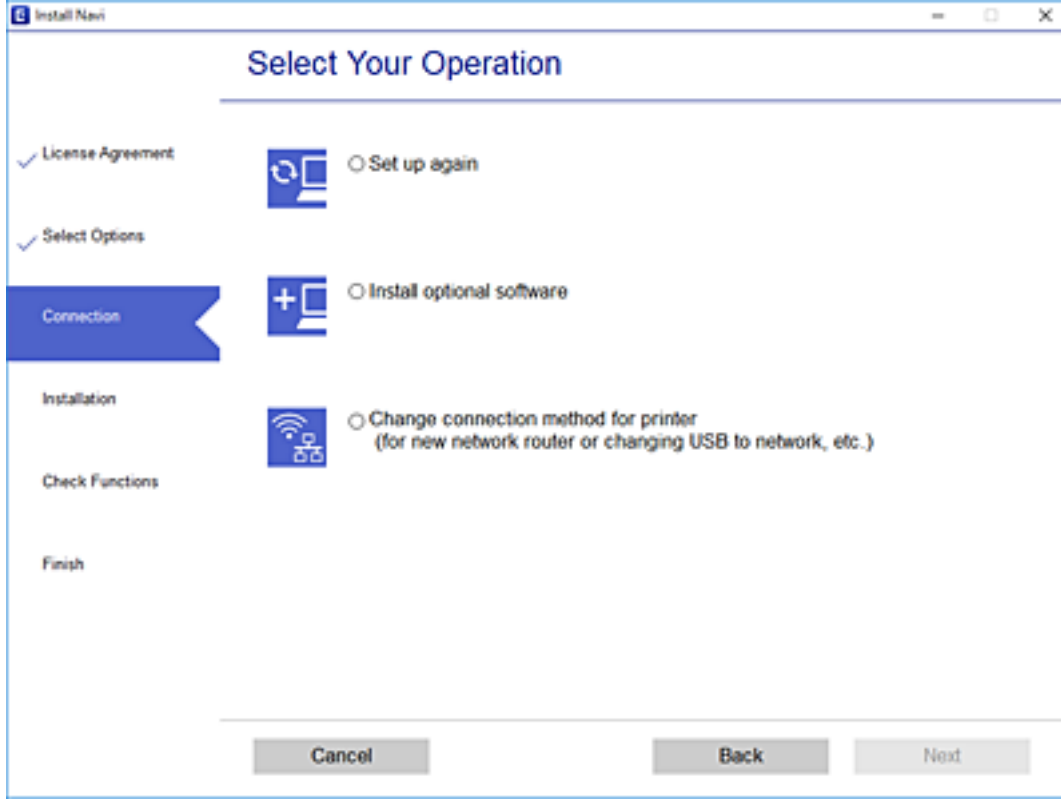 Install Navi
Select Your Operation
License Agreement
Select Options
Connection
Installation
Check Functions
Finish
Set up again
Install optional software
Change connection method for printer
(for new network router or changing USB to network, etc.)
Cancel
Back
Next